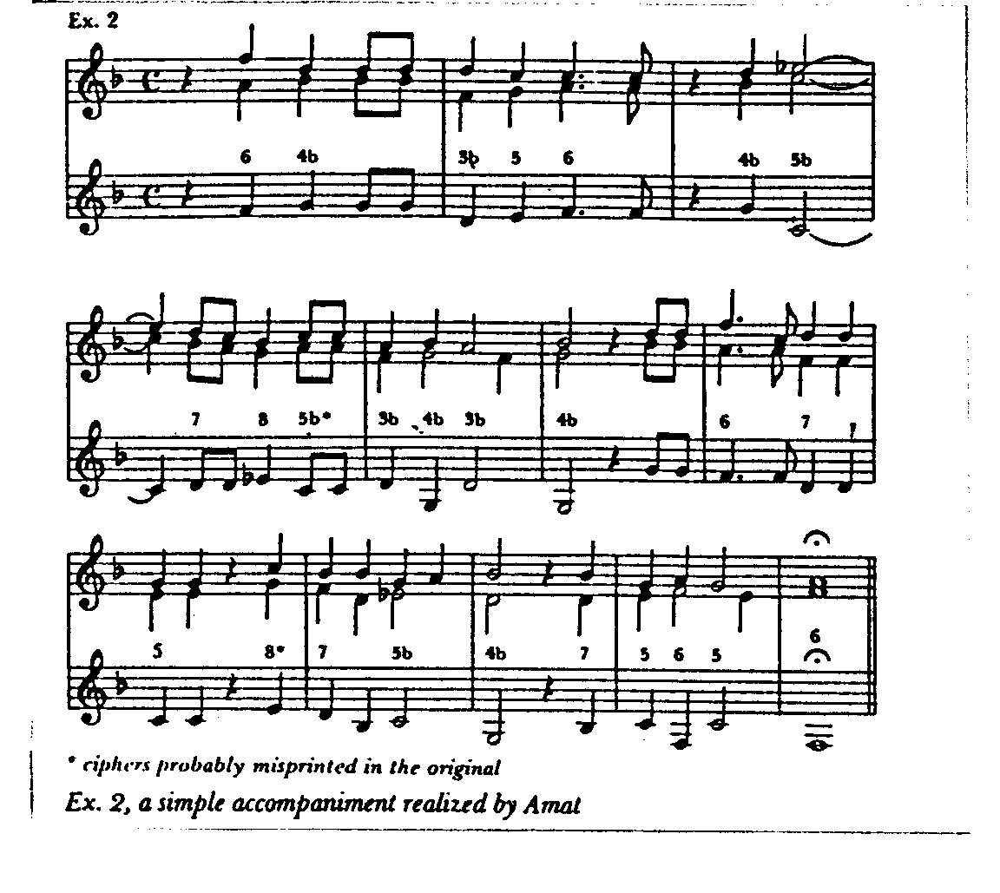 Ex. 2
6 4b 3b 5 6 4b 5b
7 8 5b* 3b 4b 3b 4b 6 7 7
5 8* 7 5b 4b 7 5 6 5 6
* ciphers probably misprinted in the original
Ex. 2, a simple accompaniment realized by Amat